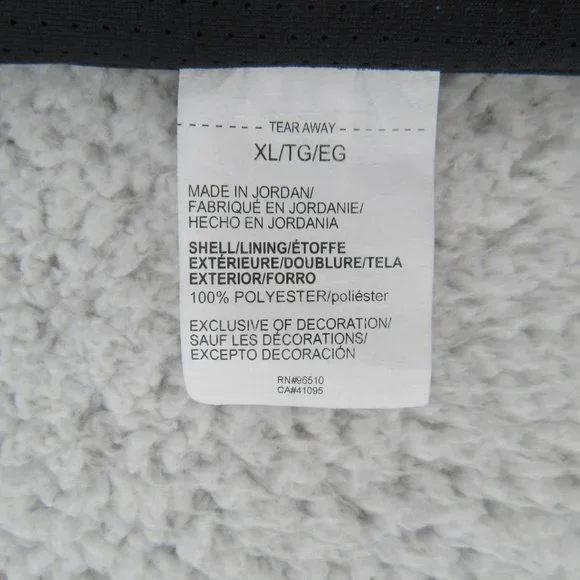 TEAR AWAY
XL/TG/EG
MADE IN JORDAN/
FABRIQUÉ EN JORDANIE/
HECHO EN JORDANIA
SHELL/LINING/ÉTOFFE
EXTÉRIEURE/DOUBLURE/TELA
EXTERIOR/FORRO
100% POLYESTER/poliéster
EXCLUSIVE OF DECORATION/
SAUF LES DÉCORATIONS/
EXCEPTO DECORACIÓN
RN#96510
CA#41095